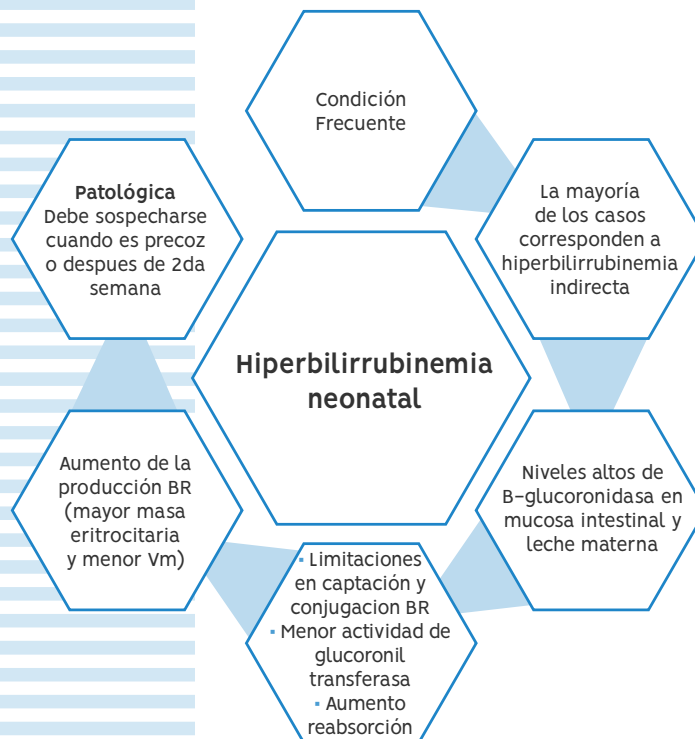 Condición
Frecuente
La mayoría
de los casos
corresponden a
hiperbilirrubinemia
indirecta
Niveles altos de
B-glucoronidasa en
mucosa intestinal y
leche materna
▪ Limitaciones
en captación y
conjugacion BR
▪ Menor actividad de
glucoronil
transferasa
▪ Aumento
reabsorción
Aumento de la
producción BR
(mayor masa
eritrocitaria
y menor Vm)
Patológica
Debe sospecharse
cuando es precoz
o despues de 2da
semana
Hiperbilirrubinemia
neonatal